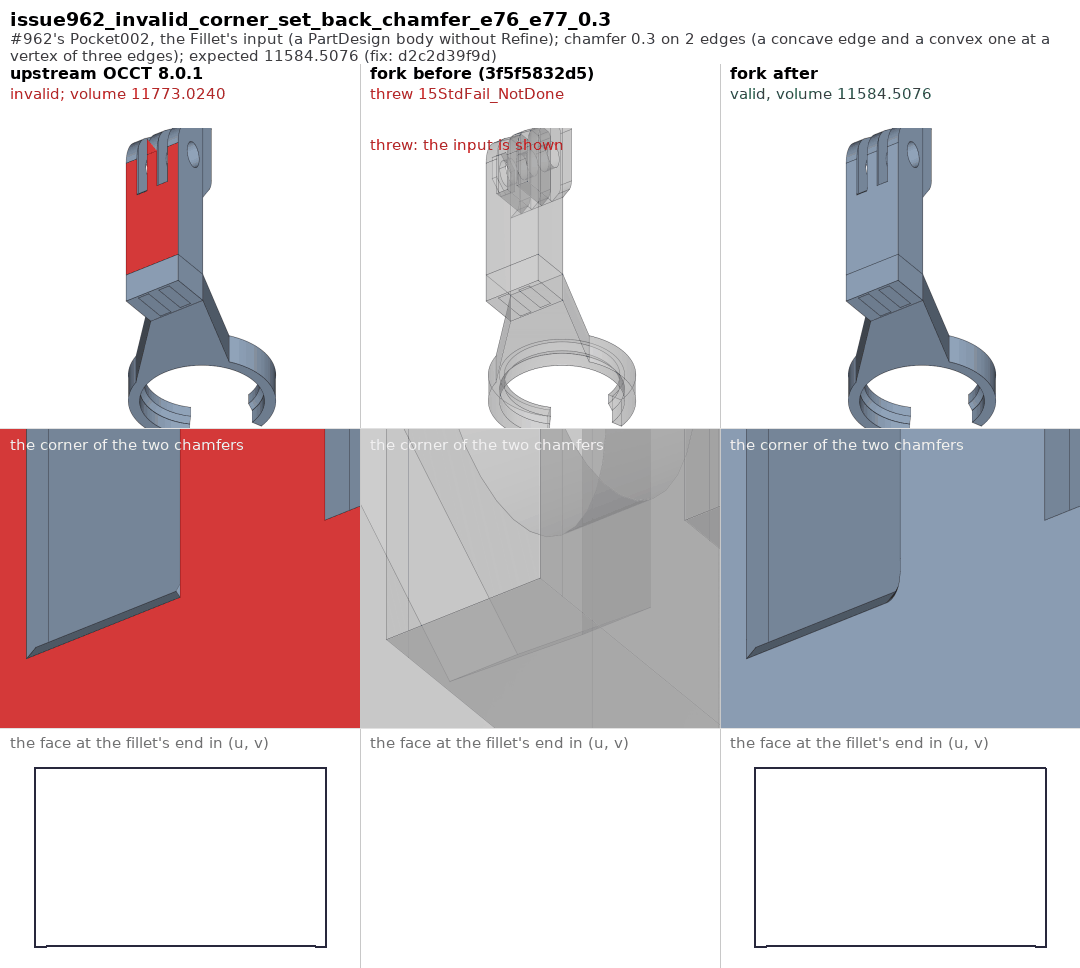 issue962_invalid_corner_set_back_chamfer_e76_e77_0.3
#962's Pocket002, the Fillet's input (a PartDesign body without Refine); chamfer 0.3 on 2 edges (a concave edge and a convex one at a
vertex of three edges); expected 11584.5076 (fix: d2c2d39f9d)
upstream OCCT 8.0.1
invalid; volume 11773.0240
fork before (3f5f5832d5)
threw 15StdFail_NotDone
threw: the input is shown
fork after
valid, volume 11584.5076
the corner of the two chamfers
the corner of the two chamfers
the corner of the two chamfers
the face at the fillet's end in (u, v)
the face at the fillet's end in (u, v)
the face at the fillet's end in (u, v)